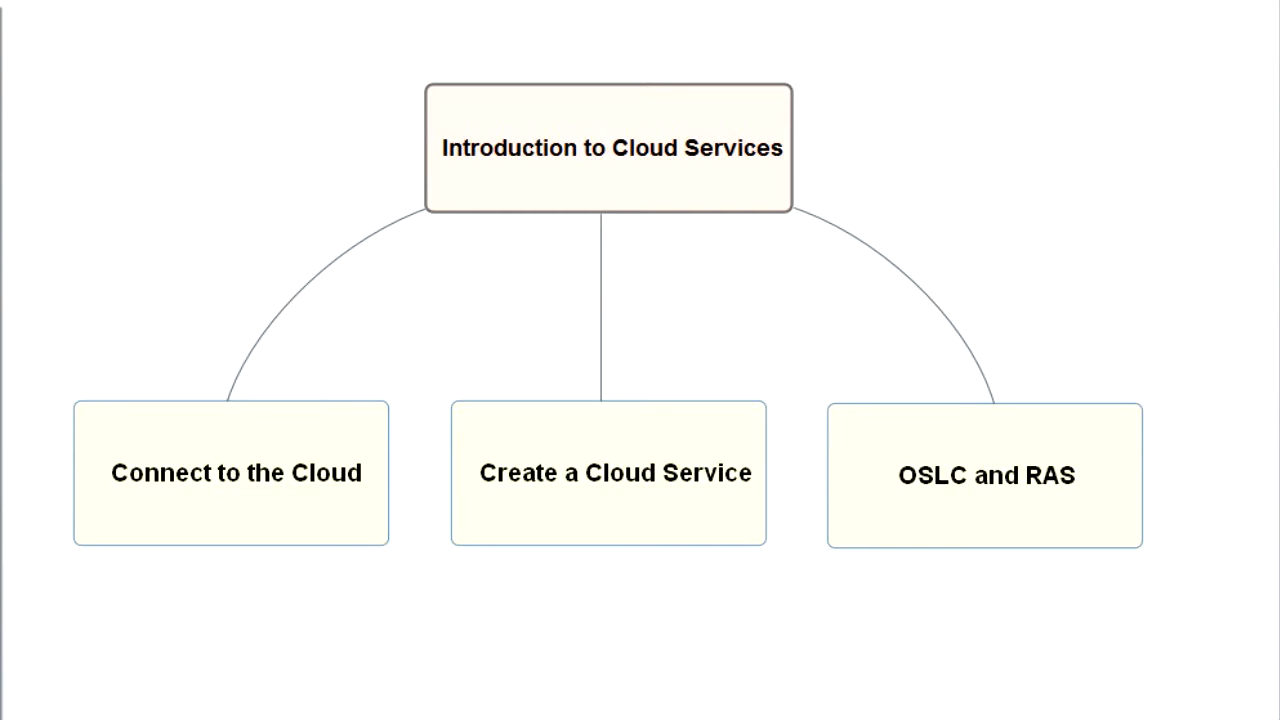 Introduction to Cloud Services
Connect to the Cloud
Create a Cloud Service
OSLC and RAS